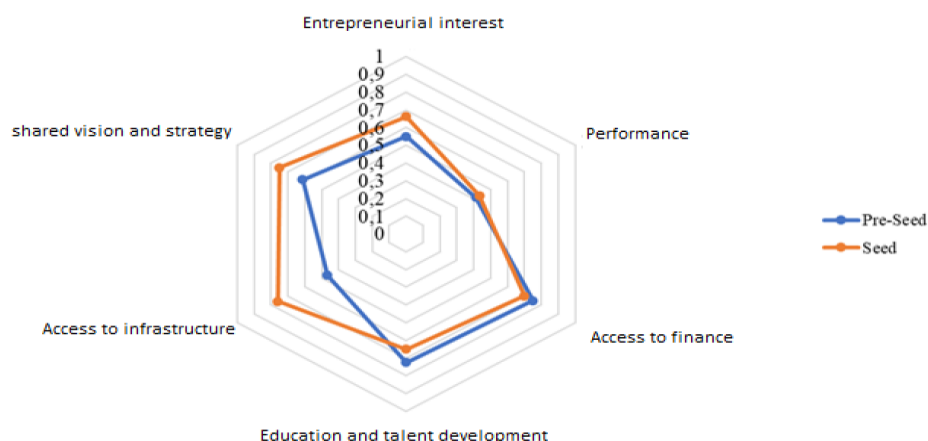 Entrepreneurial interest
1
0,9
0,8
0,7
0,6
0,5
0,4
0,3
0,2
0,1
0
shared vision and strategy
Performance
Pre-Seed
Seed
Access to infrastructure
Access to finance
Education and talent development